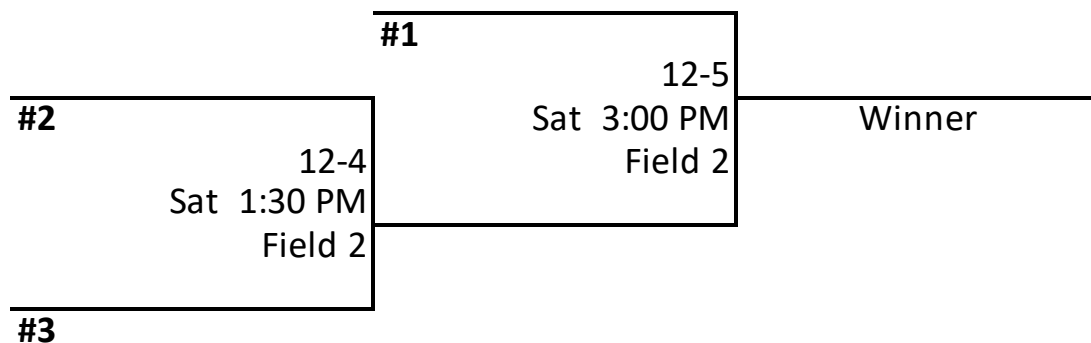 #1
12-5
Sat 3:00 PM
Field 2
Winner
#2
12-4
Sat 1:30 PM
Field 2
#3